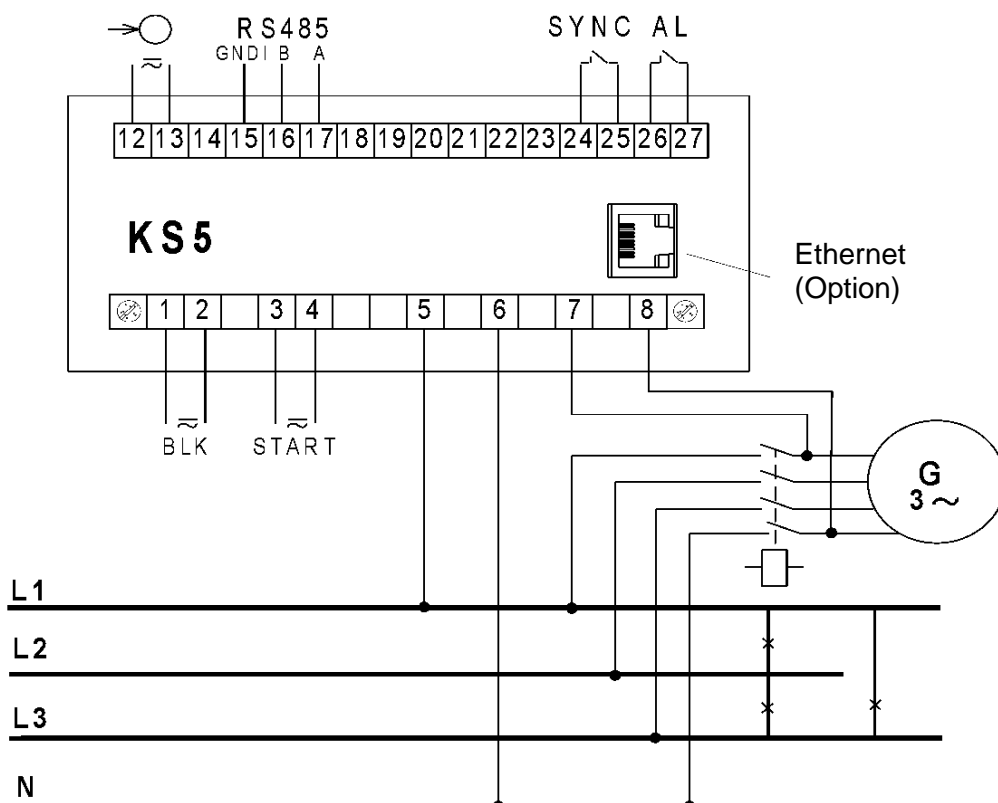 RS485
SYNC AL
GNDI B A
12 13 14 15 16 17 18 19 20 21 22 23 24 25 26 27
KS5
Ethernet
(Option)
1 2 3 4 5 6 7 8
BLK START
G
3 ~
L1
L2
L3
N